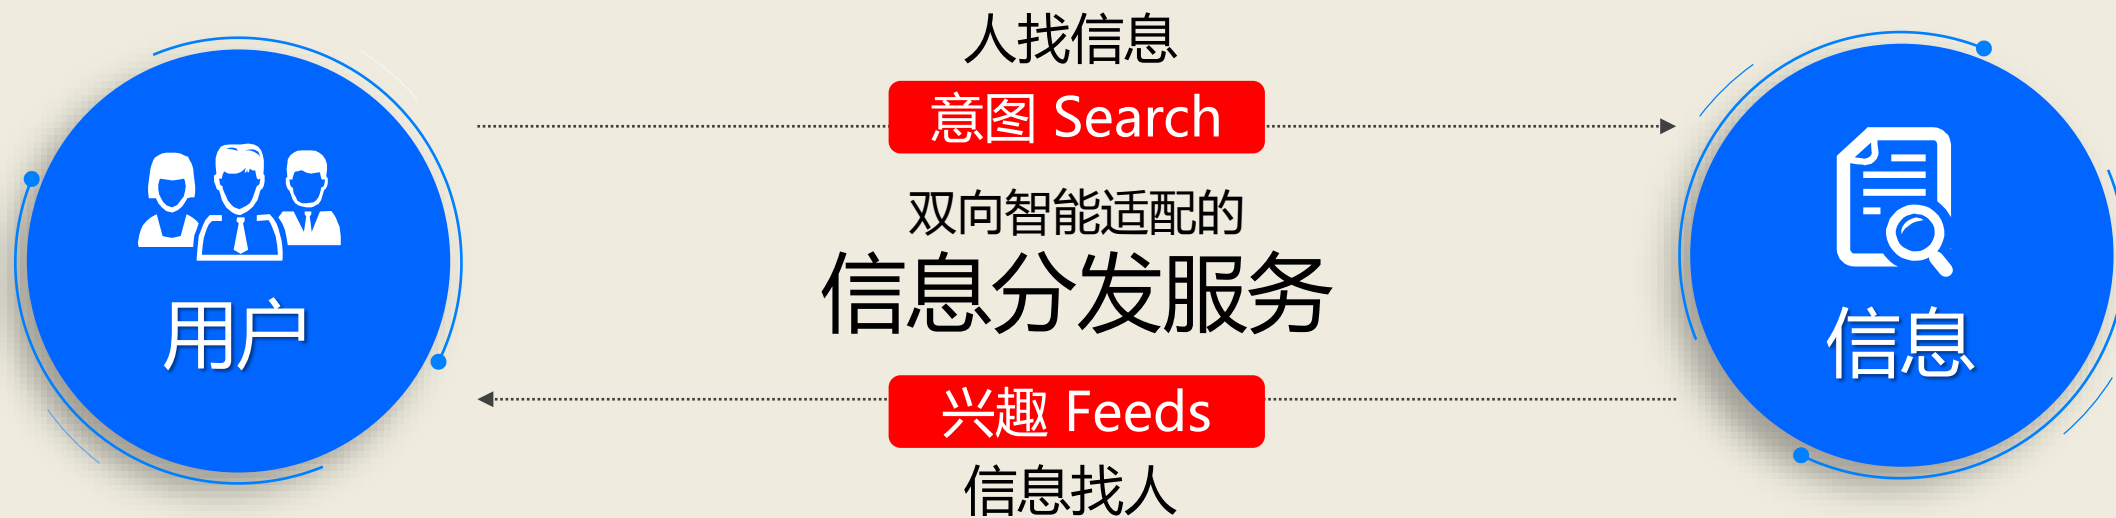 人找信息
意图 Search
双向智能适配的
信息分发服务
用户
信息
兴趣 Feeds
信息找人